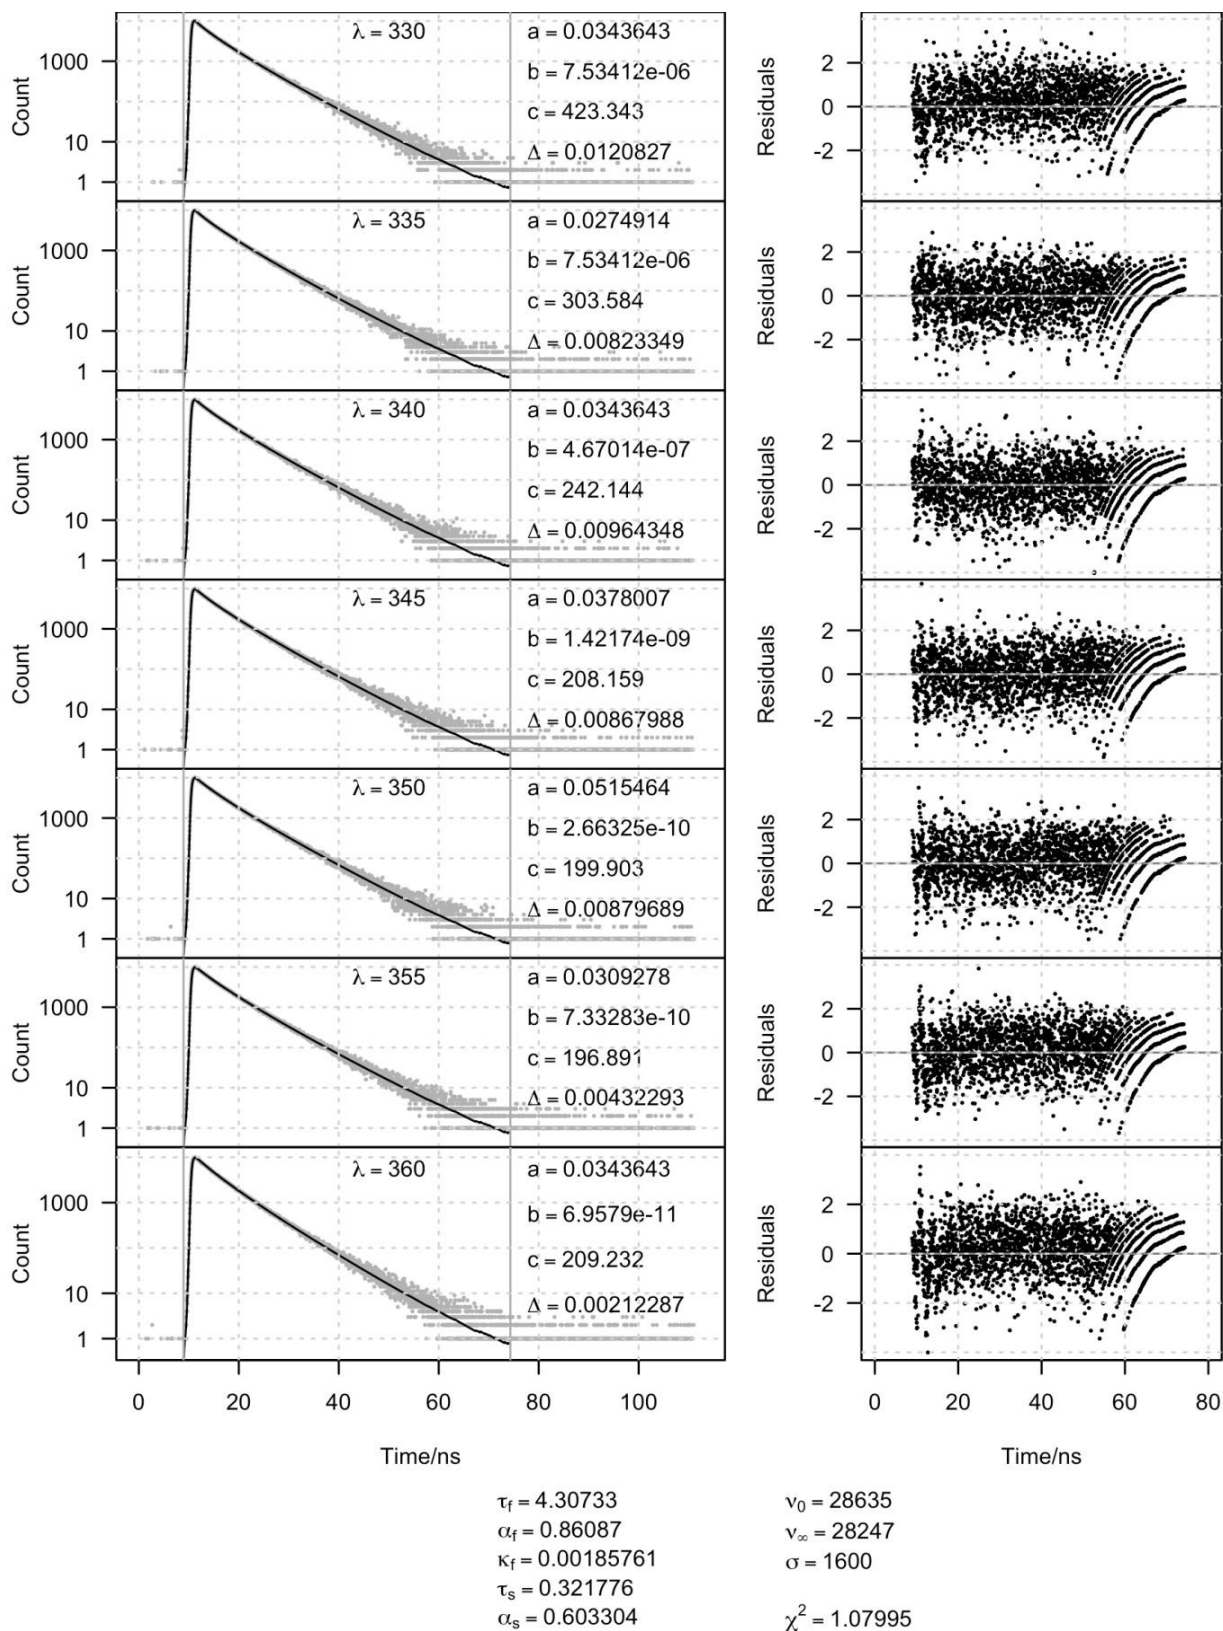 λ = 330
a = 0.0343643
b = 7.53412e-06
c = 423.343
Δ = 0.0120827
Count
1000
10
1
Residuals
2
0
-2
λ = 335
a = 0.0274914
b = 7.53412e-06
c = 303.584
Δ = 0.00823349
Count
1000
10
1
Residuals
2
0
-2
λ = 340
a = 0.0343643
b = 4.67014e-07
c = 242.144
Δ = 0.00964348
Count
1000
10
1
Residuals
2
0
-2
λ = 345
a = 0.0378007
b = 1.42174e-09
c = 208.159
Δ = 0.00867988
Count
1000
10
1
Residuals
2
0
-2
λ = 350
a = 0.0515464
b = 2.66325e-10
c = 199.903
Δ = 0.00879689
Count
1000
10
1
Residuals
2
0
-2
λ = 355
a = 0.0309278
b = 7.33283e-10
c = 196.891
Δ = 0.00432293
Count
1000
10
1
Residuals
2
0
-2
λ = 360
a = 0.0343643
b = 6.9579e-11
c = 209.232
Δ = 0.00212287
Count
1000
10
1
Residuals
2
0
-2
0 20 40 60 80 100
0 20 40 60 80
Time/ns
Time/ns
τf = 4.30733
αf = 0.86087
κf = 0.00185761
τs = 0.321776
αs = 0.603304
ν0 = 28635
ν∞ = 28247
σ = 1600
χ² = 1.07995